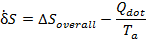 δ̇S = ΔS_overall − Q_dot / T_a